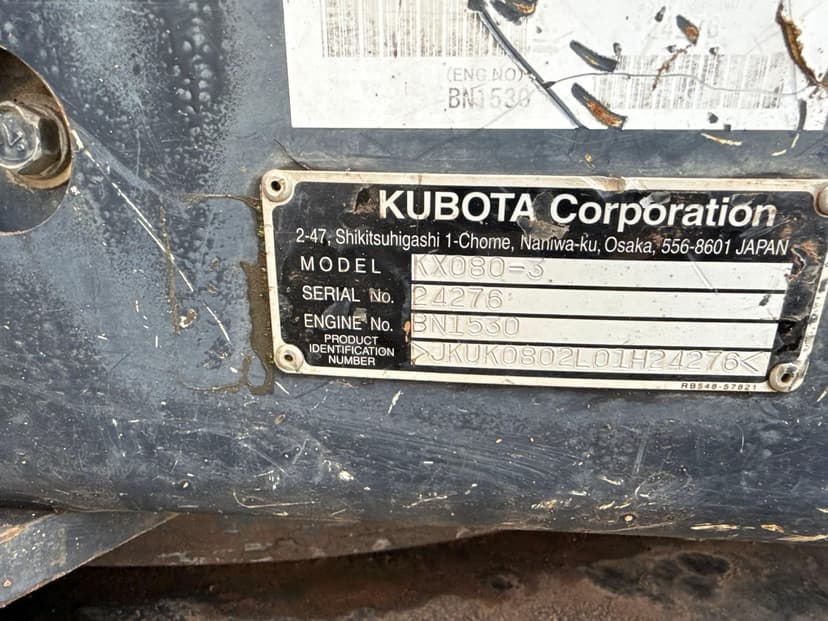 (ENG NO)
BN1530
KUBOTA Corporation
2-47, Shikitsuhigashi 1-Chome, Naniwa-ku, Osaka, 556-8601 JAPAN
MODEL KX080-3
SERIAL No. 24276
ENGINE No. BN1530
PRODUCT IDENTIFICATION NUMBER >JKUK0802L01H24276<
RB548-57821